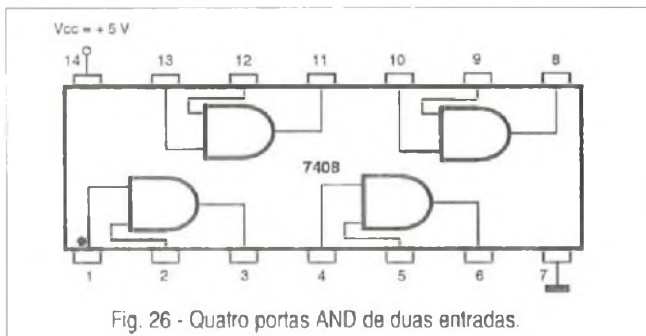 Vcc = + 5 V
14 13 12 11 10 9 8
7408
1 2 3 4 5 6 7
Fig. 26 - Quatro portas AND de duas entradas.